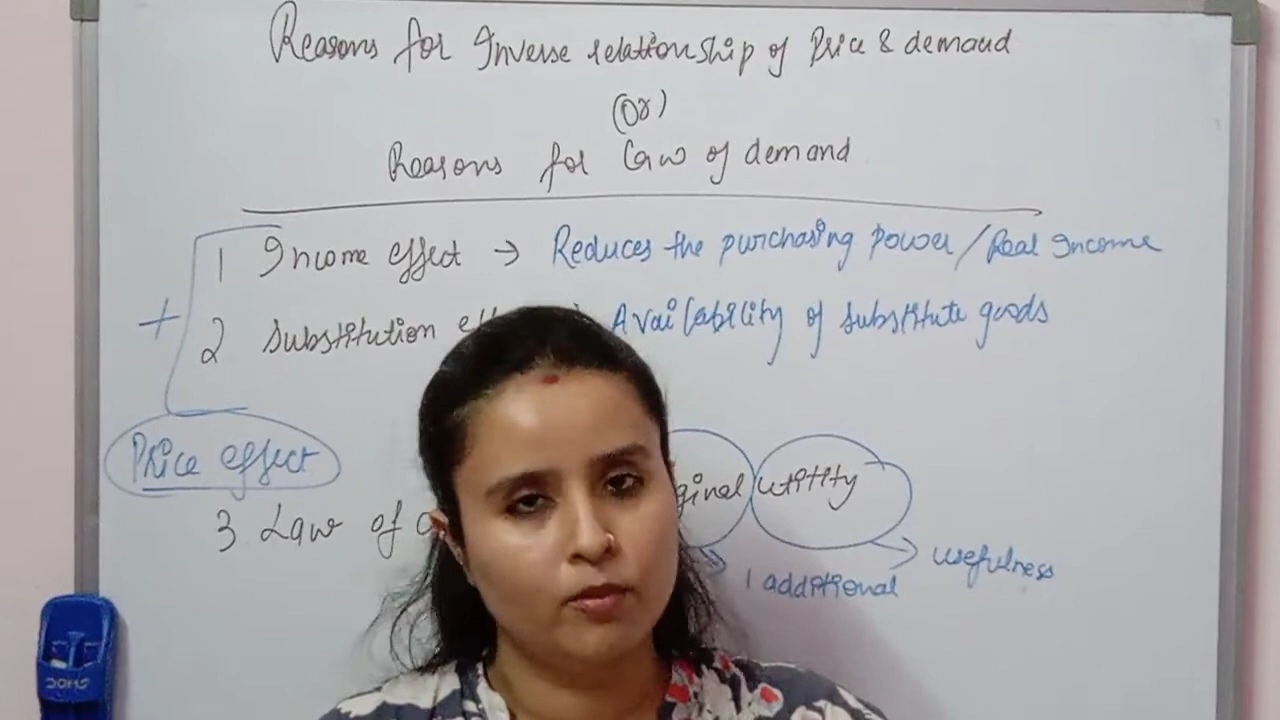 Reasons for Inverse relationship of Price & demand
(Or)
Reasons for Law of demand
1 Income effect → Reduces the purchasing power / Real Income
+
2 Substitution Availability of substitute goods
Price effect
utility
3 Law of
→ usefulness
→ 1 additional